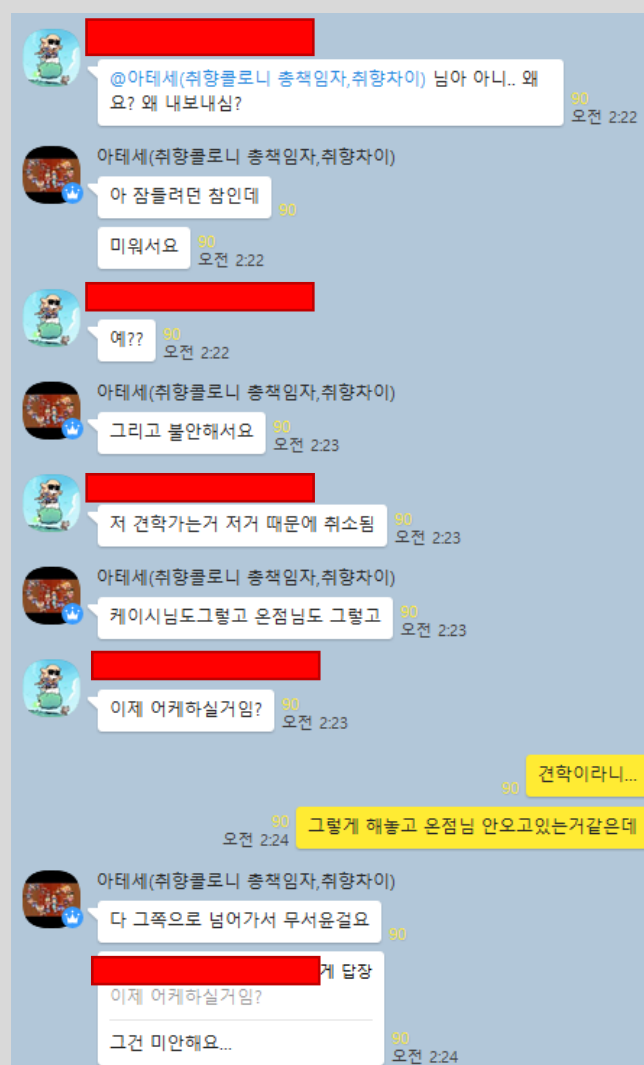 @아테세(취향콜로니 총책임자,취향차이) 님아 아니.. 왜
요? 왜 내보내심?
90
오전 2:22
아테세(취향콜로니 총책임자,취향차이)
아 잠들려던 참인데
90
미워서요
90
오전 2:22
예??
90
오전 2:22
아테세(취향콜로니 총책임자,취향차이)
그리고 불안해서요
90
오전 2:23
저 견학가는거 저거 때문에 취소됨
90
오전 2:23
아테세(취향콜로니 총책임자,취향차이)
케이시님도그렇고 온점님도 그렇고
90
오전 2:23
이제 어케하실거임?
90
오전 2:23
견학이라니...
90
그렇게 해놓고 온점님 안오고있는거같은데
90
오전 2:24
아테세(취향콜로니 총책임자,취향차이)
다 그쪽으로 넘어가서 무서윤걸요
90
게 답장
이제 어케하실거임?
그건 미안해요...
90
오전 2:24